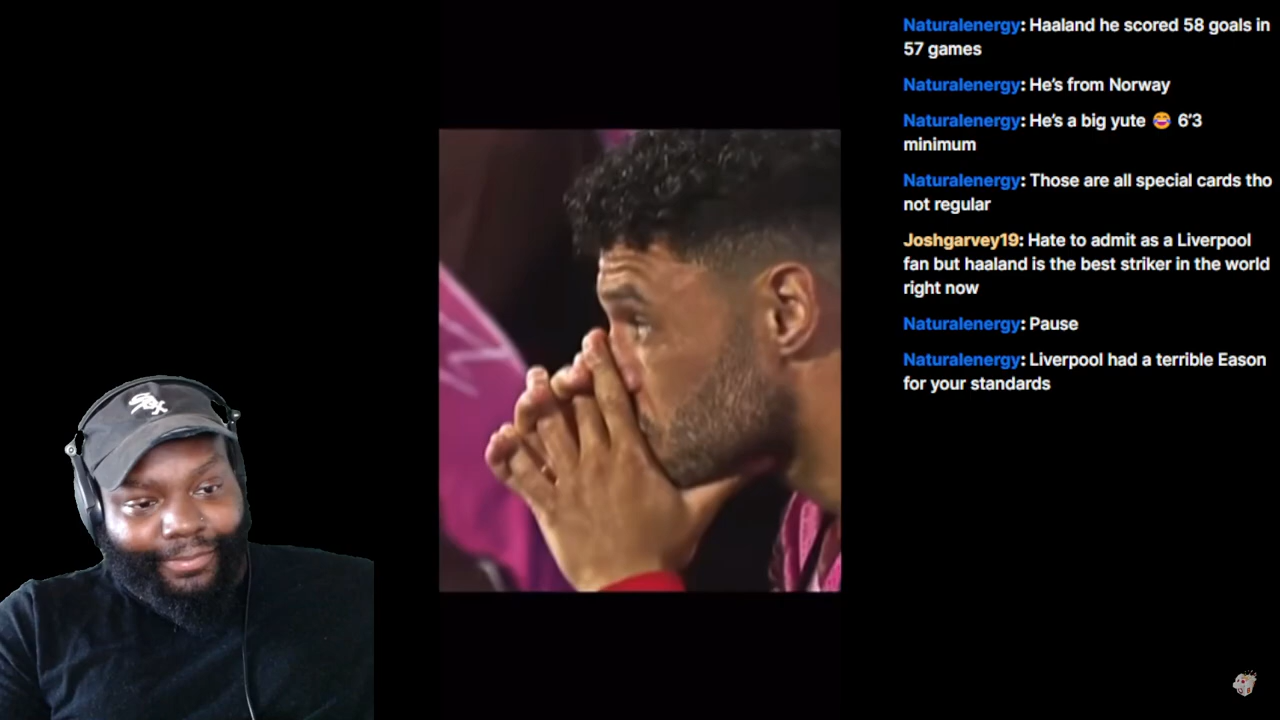 Naturalenergy: Haaland he scored 58 goals in
57 games
Naturalenergy: He's from Norway
Naturalenergy: He's a big yute 😂 6'3
minimum
Naturalenergy: Those are all special cards tho
not regular
Joshgarvey19: Hate to admit as a Liverpool
fan but haaland is the best striker in the world
right now
Naturalenergy: Pause
Naturalenergy: Liverpool had a terrible Eason
for your standards
Sox